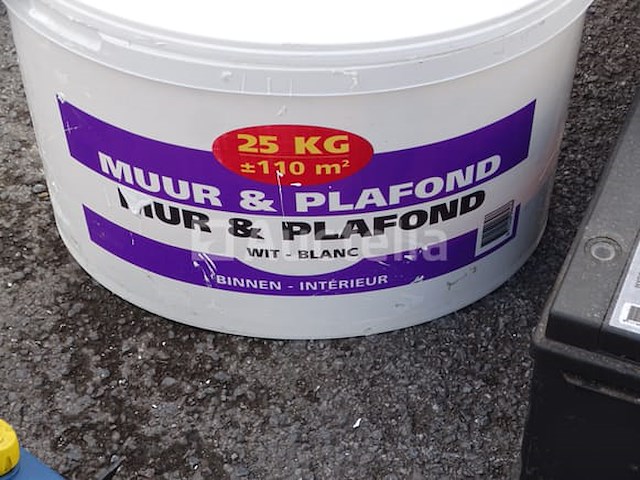 25 KG
±110 m²
MUUR & PLAFOND
MUR & PLAFOND
WIT - BLANC
BINNEN - INTÉRIEUR